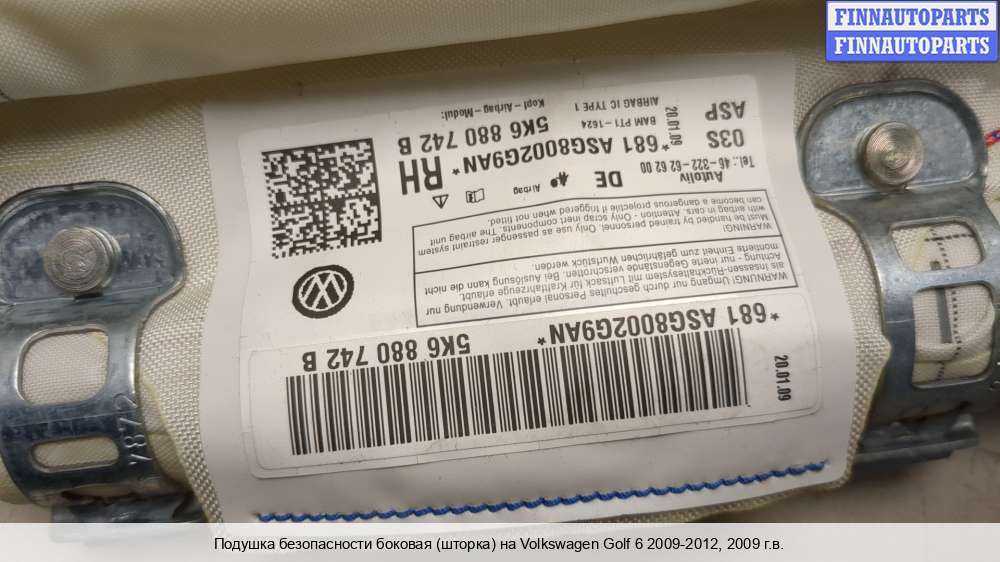 FINNAUTOPARTS
FINNAUTOPARTS
*681 ASG8002G9AN*
5K6 880 742 B
20.01.09
WARNUNG! Umgang nur durch geschultes Personal erlaubt. Verwendung nur
als Insassen-Rückhaltesystem mit Luftsack für Kraftfahrzeuge erlaubt.
Achtung - nur inerte Gegenstände verschrotten. Bei Auslösung kann die nicht
montierte Einheit zum gefährlichen Wurfstück werden.
WARNING!
Must be handled by trained personnel. Only use as passenger restraint system
with airbag in cars. Attention - Only scrap inert components. The airbag unit
can become a dangerous projectile if triggered when not fitted.
Autoliv
Tel.: 46-322-62 62 00
DE
Airbag
RH
03S
*681 ASG8002G9AN*
ASP
BAM PT1-1624
5K6 880 742 B
20.01.09
AIRBAG IC TYPE 1
Kopf-Airbag-Modul:
Подушка безопасности боковая (шторка) на Volkswagen Golf 6 2009-2012, 2009 г.в.